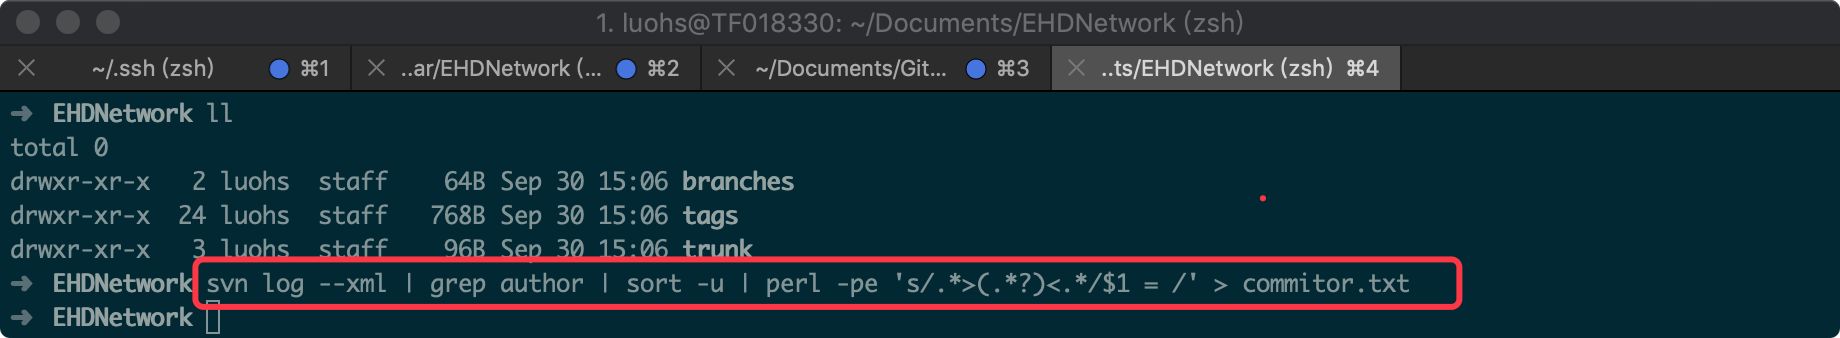 1. luohs@TF018330: ~/Documents/EHDNetwork (zsh)
~/.ssh (zsh) ⌘1 ..ar/EHDNetwork (... ⌘2 ~/Documents/Git... ⌘3 ..ts/EHDNetwork (zsh) ⌘4
➜ EHDNetwork ll
total 0
drwxr-xr-x 2 luohs staff 64B Sep 30 15:06 branches
drwxr-xr-x 24 luohs staff 768B Sep 30 15:06 tags
drwxr-xr-x 3 luohs staff 96B Sep 30 15:06 trunk
➜ EHDNetwork svn log --xml | grep author | sort -u | perl -pe 's/.*>(.*?)<.*/$1 = /' > commitor.txt
➜ EHDNetwork